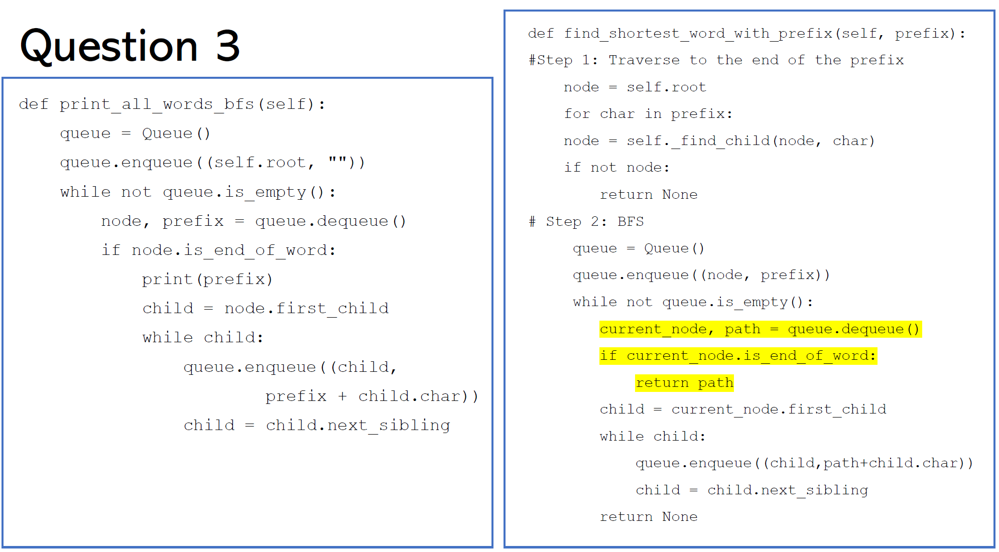 Question 3
def print_all_words_bfs(self):
    queue = Queue()
    queue.enqueue((self.root, ""))
    while not queue.is_empty():
        node, prefix = queue.dequeue()
        if node.is_end_of_word:
            print(prefix)
            child = node.first_child
            while child:
                queue.enqueue((child,
                        prefix + child.char))
                child = child.next_sibling
def find_shortest_word_with_prefix(self, prefix):
#Step 1: Traverse to the end of the prefix
    node = self.root
    for char in prefix:
    node = self._find_child(node, char)
    if not node:
        return None
# Step 2: BFS
     queue = Queue()
     queue.enqueue((node, prefix))
     while not queue.is_empty():
        current_node, path = queue.dequeue()
        if current_node.is_end_of_word:
            return path
        child = current_node.first_child
        while child:
            queue.enqueue((child,path+child.char))
            child = child.next_sibling
        return None